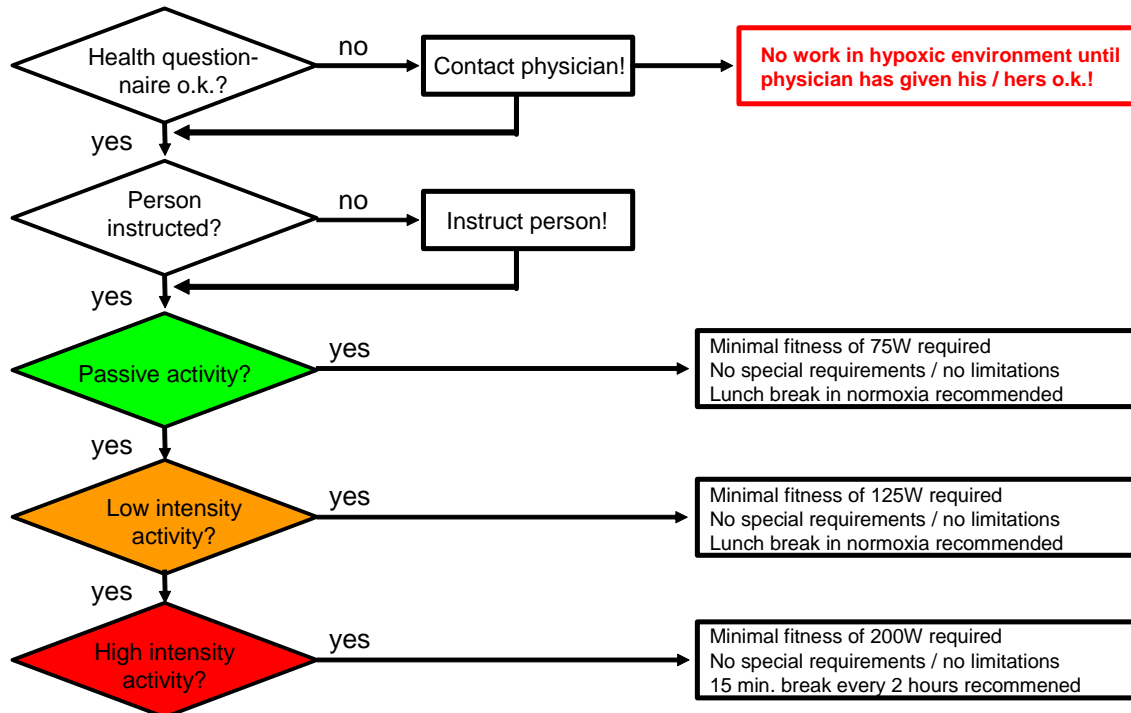 Health question-
naire o.k.?
no
Contact physician!
No work in hypoxic environment until
physician has given his / hers o.k.!
yes
Person
instructed?
no
Instruct person!
yes
Passive activity?
yes
Minimal fitness of 75W required
No special requirements / no limitations
Lunch break in normoxia recommended
yes
Low intensity
activity?
yes
Minimal fitness of 125W required
No special requirements / no limitations
Lunch break in normoxia recommended
yes
High intensity
activity?
yes
Minimal fitness of 200W required
No special requirements / no limitations
15 min. break every 2 hours recommened